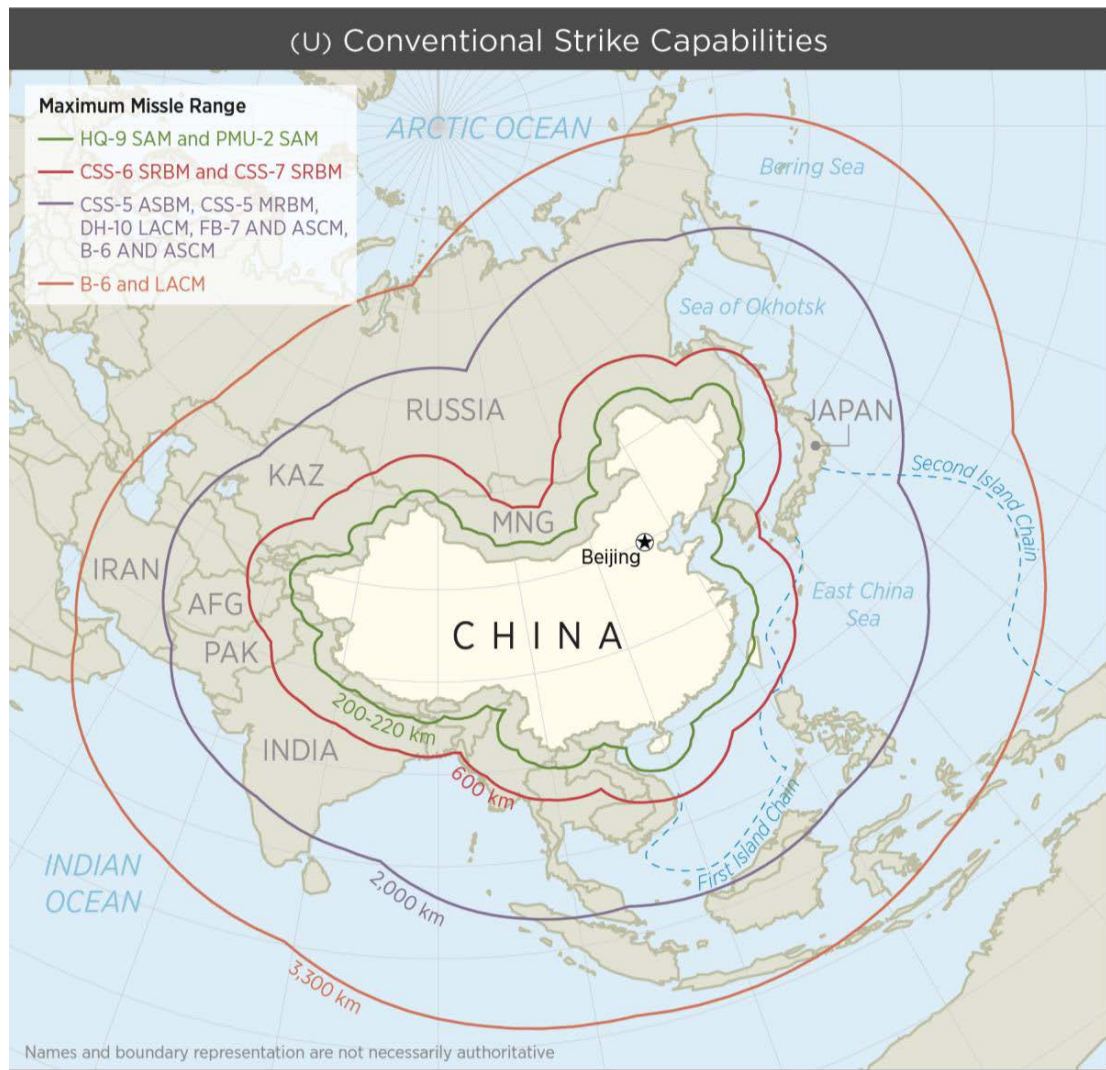 (U) Conventional Strike Capabilities
Maximum Missle Range
HQ-9 SAM and PMU-2 SAM
CSS-6 SRBM and CSS-7 SRBM
CSS-5 ASBM, CSS-5 MRBM,
DH-10 LACM, FB-7 AND ASCM,
B-6 AND ASCM
B-6 and LACM
ARCTIC OCEAN
Bering Sea
Sea of Okhotsk
RUSSIA
JAPAN
KAZ
Second Island Chain
MNG
Beijing
IRAN
AFG
East China
Sea
CHINA
PAK
200-220 km
INDIA
600 km
First Island Chain
INDIAN
OCEAN
2,000 km
3,300 km
Names and boundary representation are not necessarily authoritative